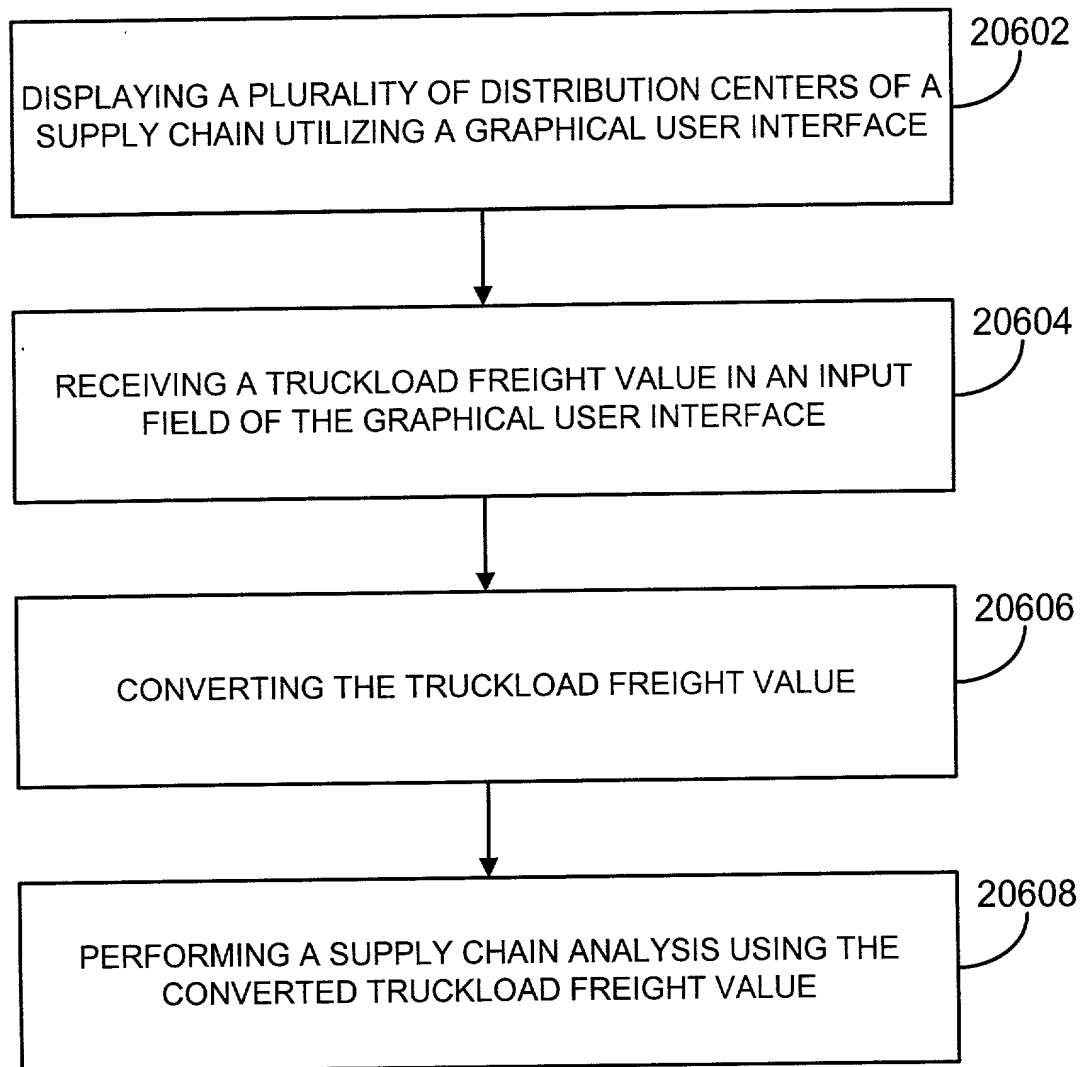 20602
DISPLAYING A PLURALITY OF DISTRIBUTION CENTERS OF A
SUPPLY CHAIN UTILIZING A GRAPHICAL USER INTERFACE
20604
RECEIVING A TRUCKLOAD FREIGHT VALUE IN AN INPUT
FIELD OF THE GRAPHICAL USER INTERFACE
20606
CONVERTING THE TRUCKLOAD FREIGHT VALUE
20608
PERFORMING A SUPPLY CHAIN ANALYSIS USING THE
CONVERTED TRUCKLOAD FREIGHT VALUE